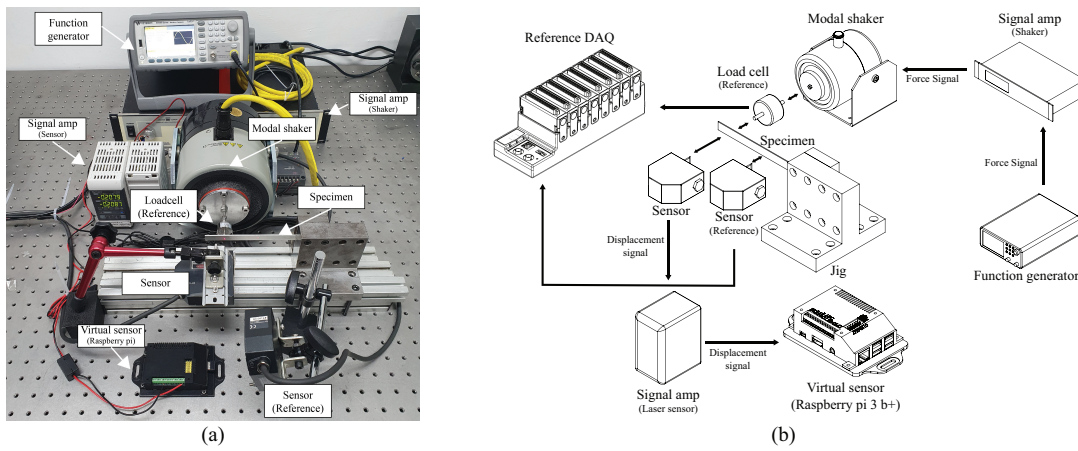 Function
generator
Signal amp
(Shaker)
Signal amp
(Sensor)
Modal shaker
-02079
-02087
Loadcell
(Reference)
Specimen
Sensor
Virtual sensor
(Raspberry pi)
Sensor
(Reference)
(a)
Reference DAQ
Modal shaker
Signal amp
(Shaker)
Load cell
(Reference)
Force Signal
Specimen
Force Signal
Sensor
Sensor
(Reference)
Displacement
signal
Jig
Function generator
Displacement
signal
Signal amp
(Laser sensor)
Virtual sensor
(Raspberry pi 3 b+)
(b)